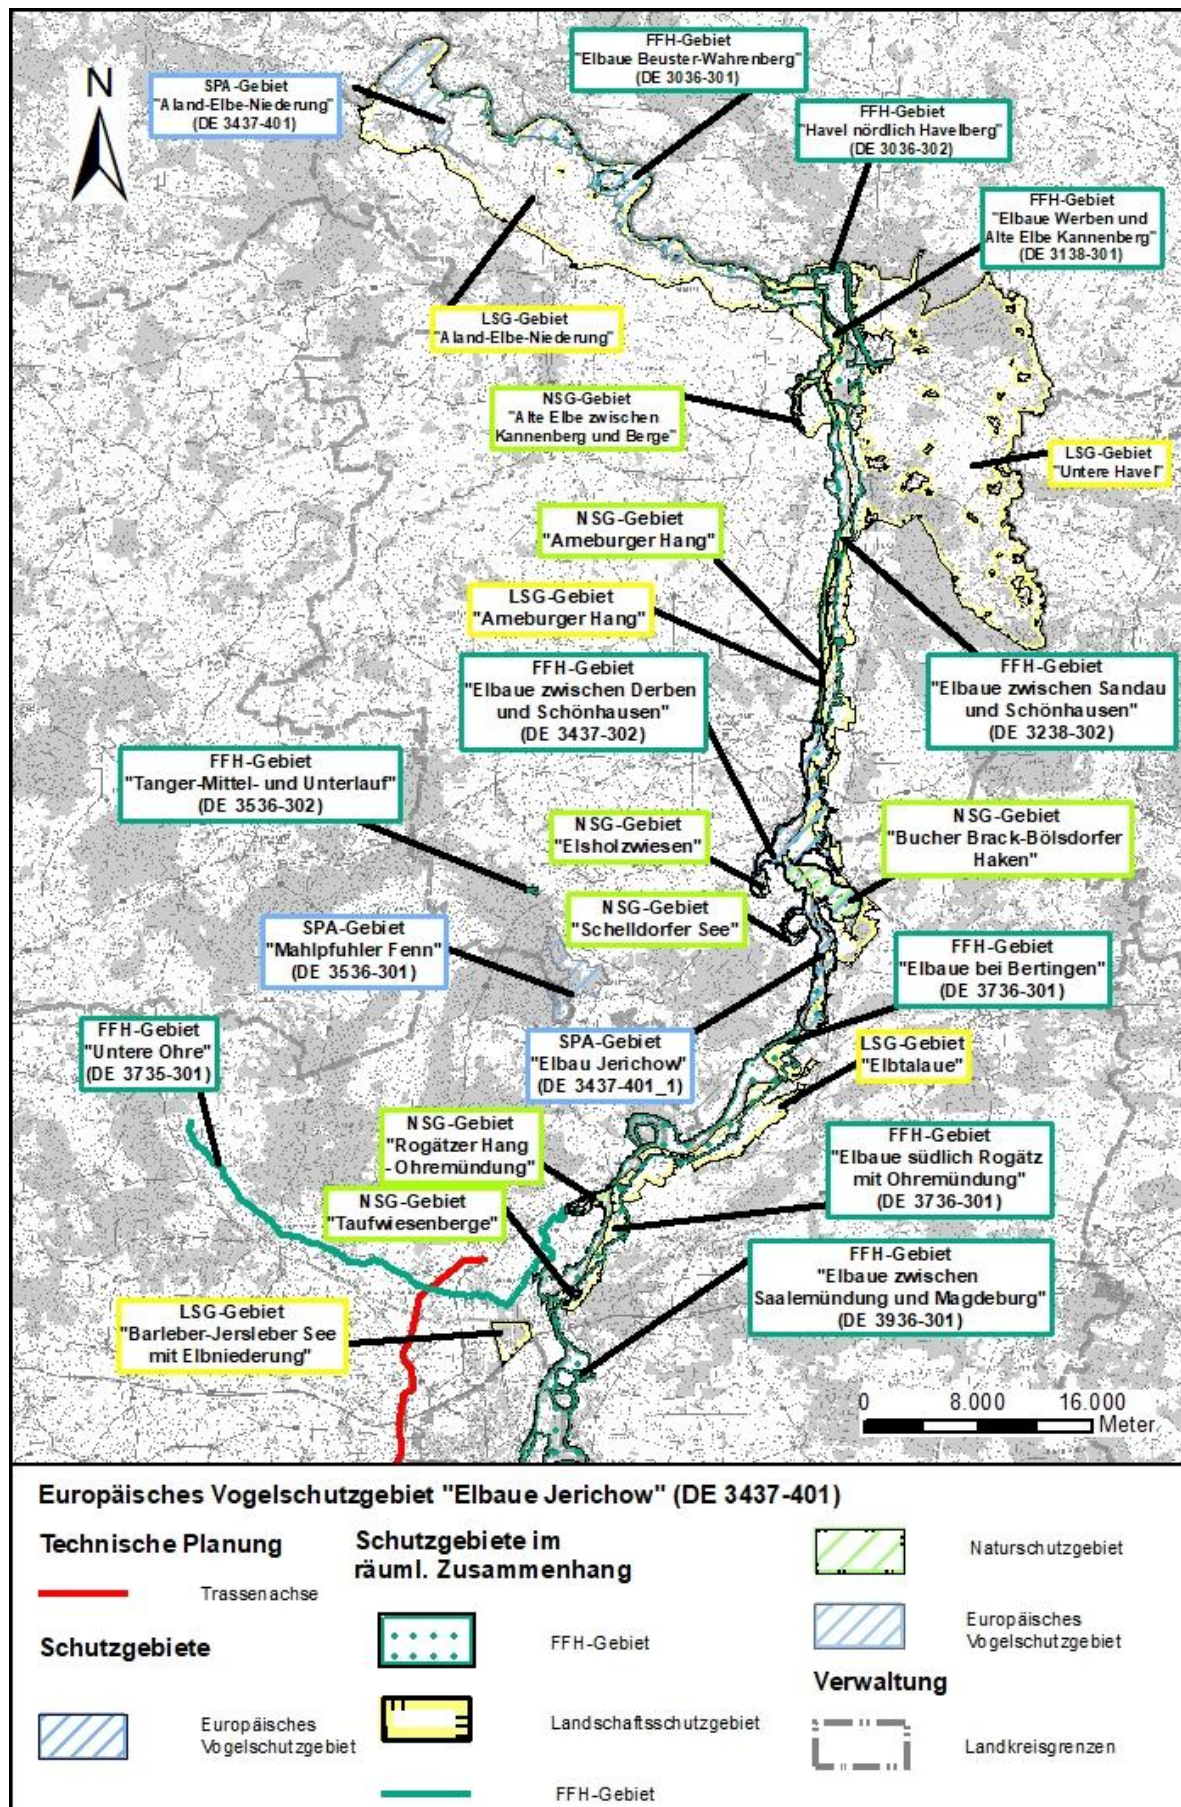 FFH-Gebiet
"Elbaue Beuster-Wahrenberg"
(DE 3036-301)
N
SPA-Gebiet
"Aland-Elbe-Niederung"
(DE 3437-401)
FFH-Gebiet
"Havel nördlich Havelberg"
(DE 3036-302)
FFH-Gebiet
"Elbaue Werben und
Alte Elbe Kannenberg"
(DE 3138-301)
LSG-Gebiet
"Aland-Elbe-Niederung"
NSG-Gebiet
"Alte Elbe zwischen
Kannenberg und Berge"
LSG-Gebiet
"Untere Havel"
NSG-Gebiet
"Arneburger Hang"
LSG-Gebiet
"Arneburger Hang"
FFH-Gebiet
"Elbaue zwischen Derben
und Schönhausen"
(DE 3437-302)
FFH-Gebiet
"Elbaue zwischen Sandau
und Schönhausen"
(DE 3238-302)
FFH-Gebiet
"Tanger-Mittel- und Unterlauf"
(DE 3536-302)
NSG-Gebiet
"Elsholzwiesen"
NSG-Gebiet
"Bucher Brack-Bölsdorfer
Haken"
NSG-Gebiet
"Schelldorfer See"
SPA-Gebiet
"Mahlpfuhler Fenn"
(DE 3536-301)
FFH-Gebiet
"Elbaue bei Bertingen"
(DE 3736-301)
FFH-Gebiet
"Untere Ohre"
(DE 3735-301)
SPA-Gebiet
"Elbau Jerichow"
(DE 3437-401_1)
LSG-Gebiet
"Elbtalaue"
NSG-Gebiet
"Rogätzer Hang
-Ohremündung"
FFH-Gebiet
"Elbaue südlich Rogätz
mit Ohremündung"
(DE 3736-301)
NSG-Gebiet
"Taufwiesenberge"
FFH-Gebiet
"Elbaue zwischen
Saalemündung und Magdeburg"
(DE 3936-301)
LSG-Gebiet
"Barleber-Jersleber See
mit Elbniederung"
0 8.000 16.000
Meter
Europäisches Vogelschutzgebiet "Elbaue Jerichow" (DE 3437-401)
Technische Planung
Trassenachse
Schutzgebiete
Europäisches
Vogelschutzgebiet
Schutzgebiete im
räuml. Zusammenhang
FFH-Gebiet
Landschaftsschutzgebiet
FFH-Gebiet
Naturschutzgebiet
Europäisches
Vogelschutzgebiet
Verwaltung
Landkreisgrenzen